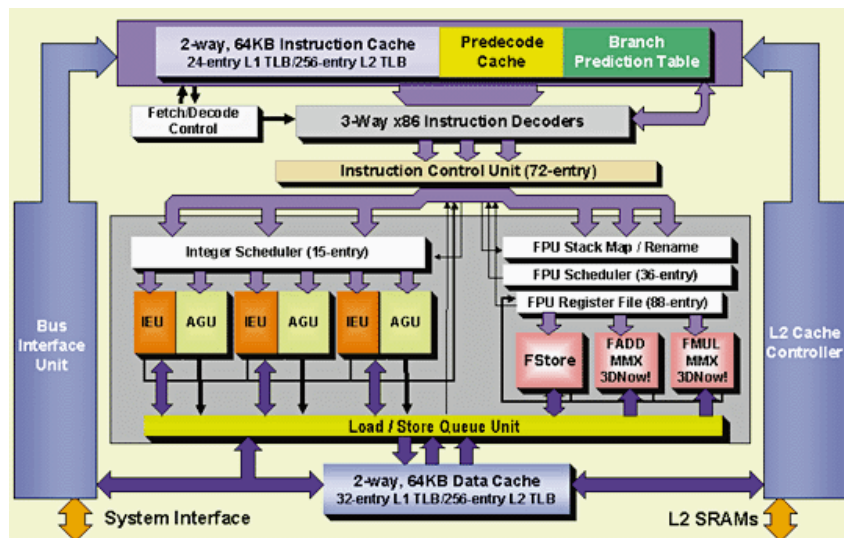 2-way, 64KB Instruction Cache
24-entry L1 TLB/256-entry L2 TLB
Predecode
Cache
Branch
Prediction Table
Fetch/Decode
Control
3-Way x86 Instruction Decoders
Instruction Control Unit (72-entry)
Integer Scheduler (15-entry)
FPU Stack Map / Rename
FPU Scheduler (36-entry)
FPU Register File (88-entry)
Bus
Interface
Unit
IEU
AGU
IEU
AGU
IEU
AGU
FStore
FADD
MMX
3DNow!
FMUL
MMX
3DNow!
L2 Cache
Controller
Load / Store Queue Unit
2-way, 64KB Data Cache
32-entry L1 TLB/256-entry L2 TLB
System Interface
L2 SRAMs